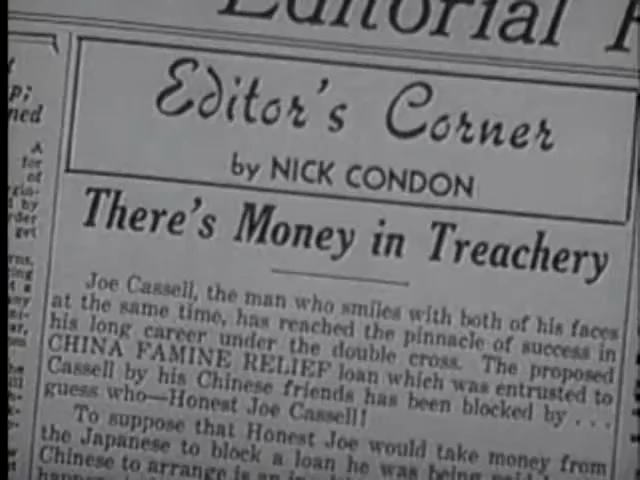 Editorial
Editor's Corner
by NICK CONDON
There's Money in Treachery
Joe Cassell, the man who smiles with both of his faces
at the same time, has reached the pinnacle of success in
his long career under the double cross. The proposed
CHINA FAMINE RELIEF loan which was entrusted to
Cassell by his Chinese friends has been blocked by . . .
guess who—Honest Joe Cassell!
To suppose that Honest Joe would take money from
the Japanese to block a loan he was being
Chinese to arrange is an